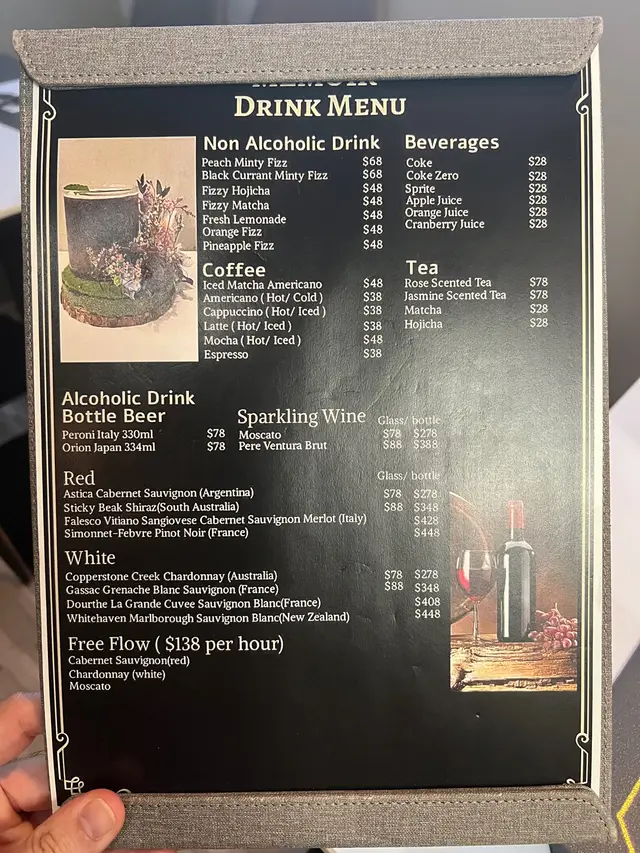 MEMOIR
DRINK MENU
Non Alcoholic Drink
Peach Minty Fizz $68
Black Currant Minty Fizz $68
Fizzy Hojicha $48
Fizzy Matcha $48
Fresh Lemonade $48
Orange Fizz $48
Pineapple Fizz $48
Beverages
Coke $28
Coke Zero $28
Sprite $28
Apple Juice $28
Orange Juice $28
Cranberry Juice $28
Coffee
Iced Matcha Americano $48
Americano ( Hot/ Cold ) $38
Cappuccino ( Hot/ Iced ) $38
Latte ( Hot/ Iced ) $38
Mocha ( Hot/ Iced ) $48
Espresso $38
Tea
Rose Scented Tea $78
Jasmine Scented Tea $78
Matcha $28
Hojicha $28
Alcoholic Drink
Bottle Beer
Peroni Italy 330ml $78
Orion Japan 334ml $78
Sparkling Wine Glass/ bottle
Moscato $78 $278
Pere Ventura Brut $88 $388
Red Glass/ bottle
Astica Cabernet Sauvignon (Argentina) $78 $278
Sticky Beak Shiraz(South Australia) $88 $348
Falesco Vitiano Sangiovese Cabernet Sauvignon Merlot (Italy) $428
Simonnet-Febvre Pinot Noir (France) $448
White
Copperstone Creek Chardonnay (Australia) $78 $278
Gassac Grenache Blanc Sauvignon (France) $88 $348
Dourthe La Grande Cuvee Sauvignon Blanc(France) $408
Whitehaven Marlborough Sauvignon Blanc(New Zealand) $448
Free Flow ( $138 per hour)
Cabernet Sauvignon(red)
Chardonnay (white)
Moscato